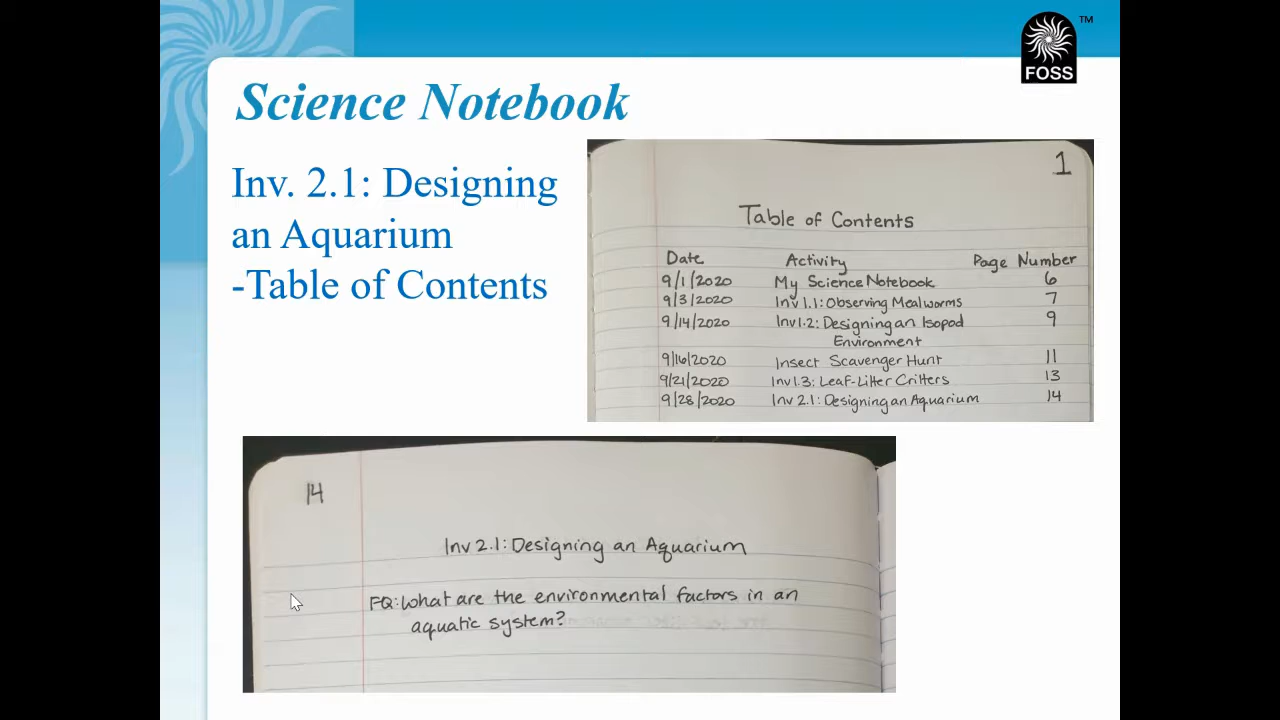 FOSS TM
Science Notebook
Inv. 2.1: Designing
an Aquarium
-Table of Contents
1
Table of Contents
Date Activity Page Number
9/1/2020 My Science Notebook 6
9/3/2020 Inv 1.1: Observing Mealworms 7
9/14/2020 Inv 1.2: Designing an Isopod 9
Environment
9/16/2020 Insect Scavenger Hunt 11
9/21/2020 Inv 1.3: Leaf-Litter Critters 13
9/28/2020 Inv 2.1: Designing an Aquarium 14
14
Inv 2.1: Designing an Aquarium
FQ: What are the environmental factors in an
aquatic system?